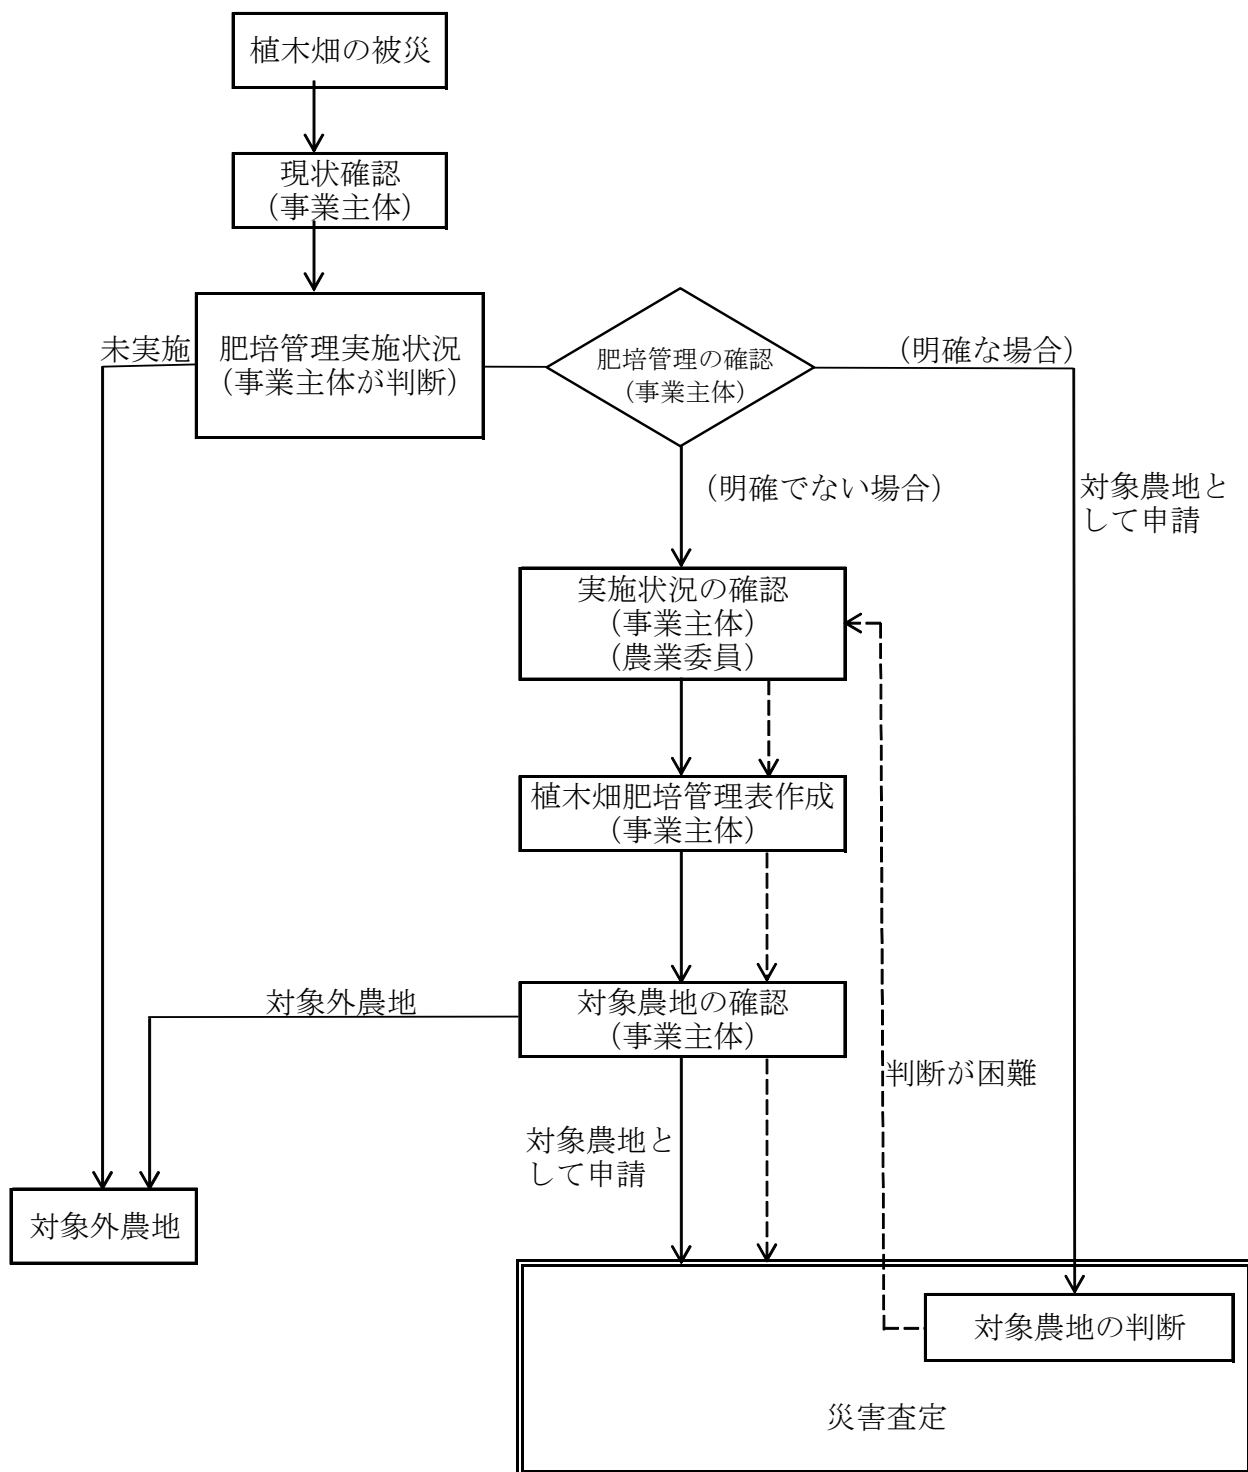 植木畑の被災
現状確認
（事業主体）
未実施
肥培管理実施状況
（事業主体が判断）
肥培管理の確認
（事業主体）
（明確な場合）
（明確でない場合）
対象農地と
して申請
実施状況の確認
（事業主体）
（農業委員）
植木畑肥培管理表作成
（事業主体）
対象外農地
対象農地の確認
（事業主体）
判断が困難
対象農地と
して申請
対象外農地
対象農地の判断
災害査定